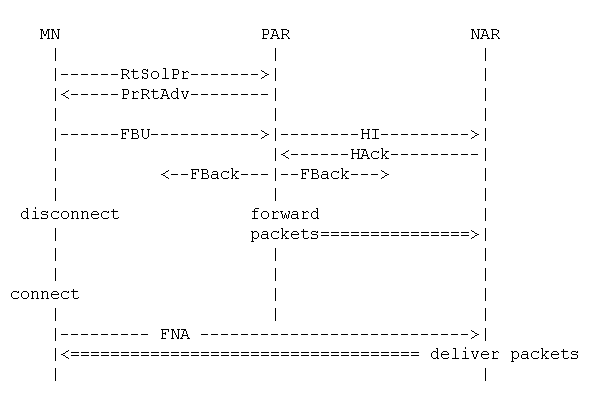 MN PAR NAR
| | |
|------RtSolPr------->| |
|<-----PrRtAdv--------| |
| | |
|------FBU----------->|--------HI--------->|
| |<------HAck---------|
| <--FBack---|--FBack---> |
| | |
disconnect forward |
| packets===============>|
| | |
| | |
connect | |
| | |
|--------- FNA --------------------------->|
|<=================================== deliver packets
| |